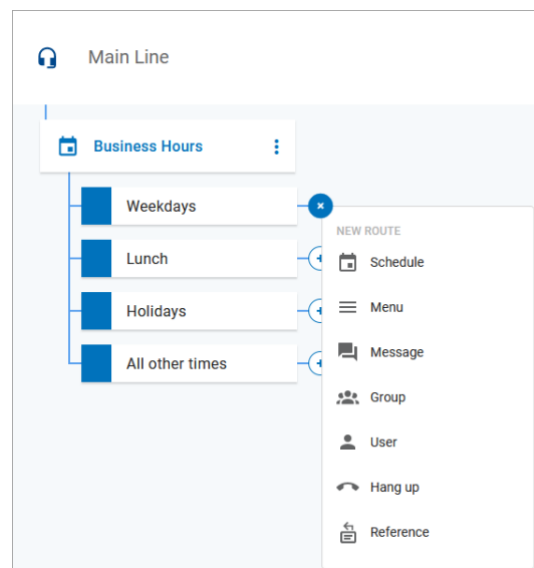 Main Line
Business Hours
Weekdays
NEW ROUTE
Lunch
Schedule
Holidays
Menu
All other times
Message
Group
User
Hang up
Reference